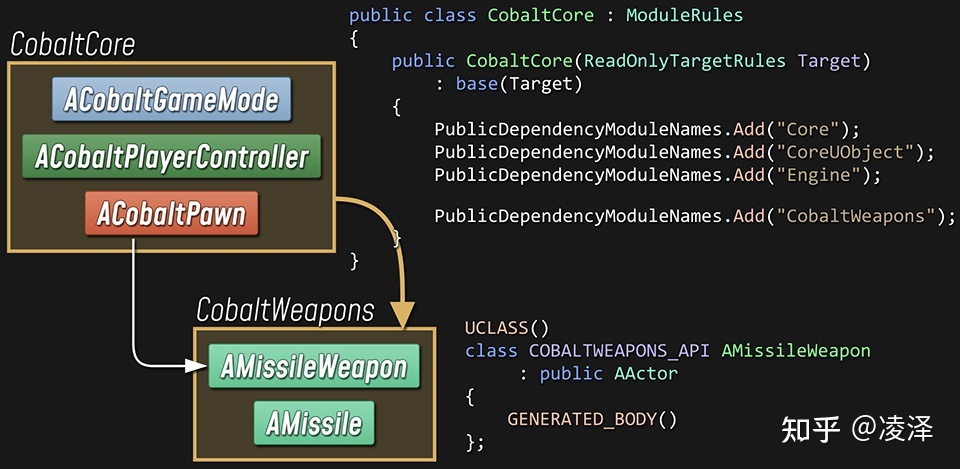 CobaltCore
ACobaltGameMode
ACobaltPlayerController
ACobaltPawn
CobaltWeapons
AMissileWeapon
AMissile
public class CobaltCore : ModuleRules
{
public CobaltCore(ReadOnlyTargetRules Target)
: base(Target)
{
PublicDependencyModuleNames.Add("Core");
PublicDependencyModuleNames.Add("CoreUObject");
PublicDependencyModuleNames.Add("Engine");
PublicDependencyModuleNames.Add("CobaltWeapons");
}
}
UCLASS()
class COBALTWEAPONS_API AMissileWeapon
: public AActor
{
GENERATED_BODY()
};
知乎 @凌泽